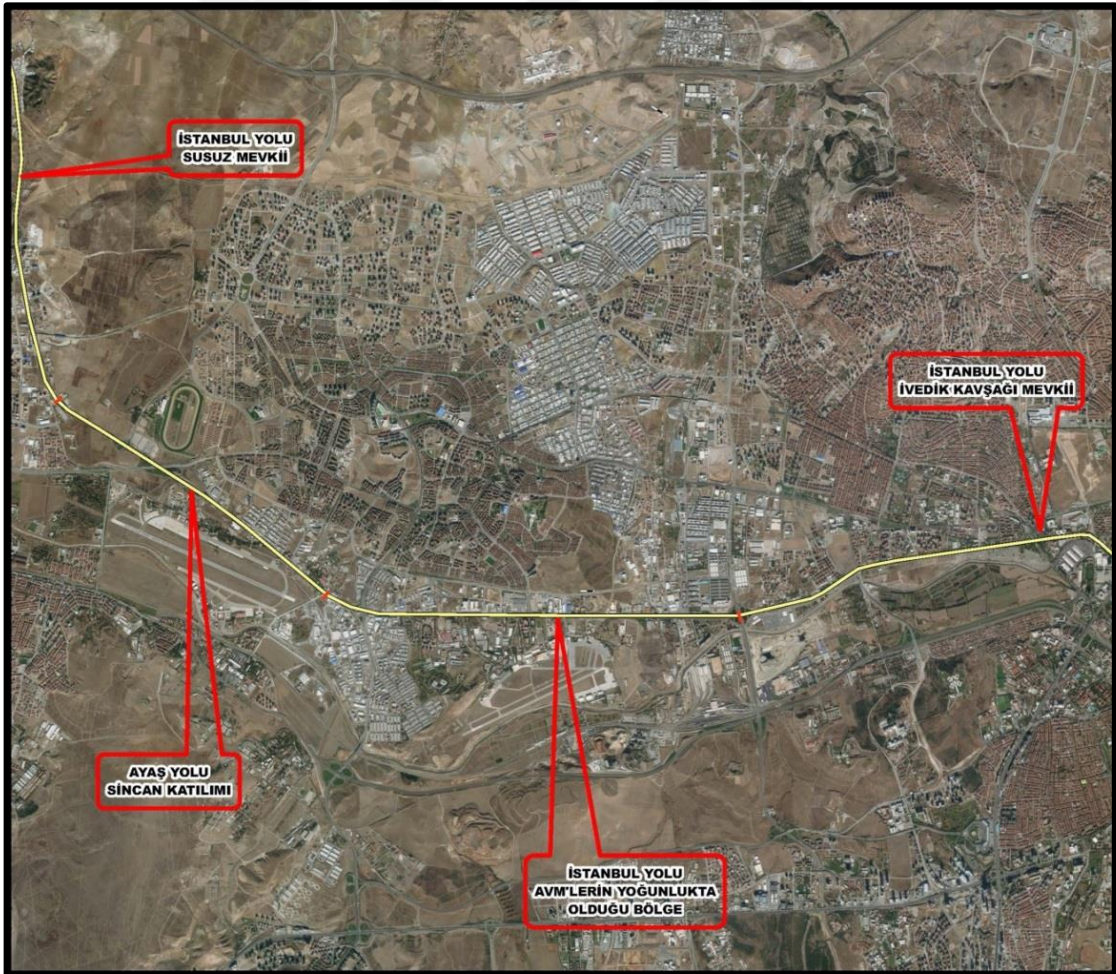 İSTANBUL YOLU
SUSUZ MEVKİİ
İSTANBUL YOLU
İVEDİK KAVŞAĞI MEVKİİ
AYAŞ YOLU
SİNCAN KATILIMI
İSTANBUL YOLU
AVM'LERİN YOĞUNLUKTA
OLDUĞU BÖLGE